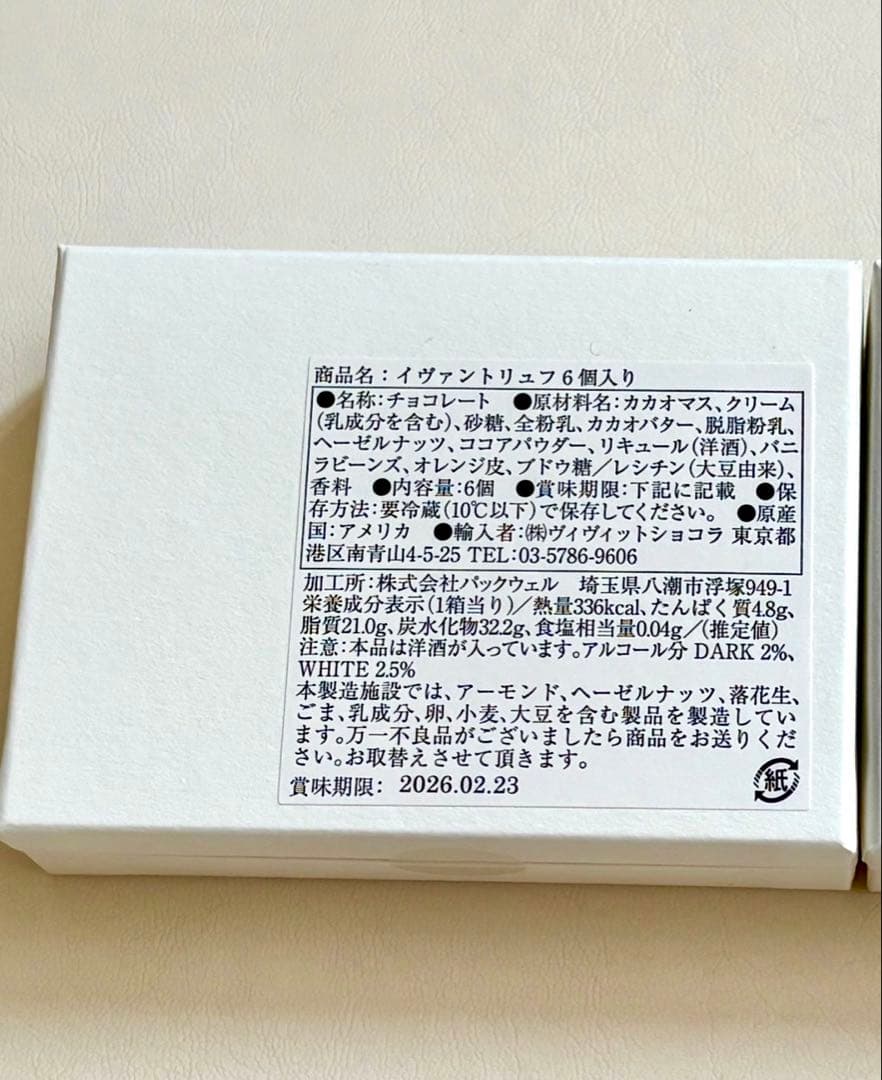 商品名：イヴァントリュフ６個入り
●名称：チョコレート　●原材料名：カカオマス、クリーム
(乳成分を含む)、砂糖、全粉乳、カカオバター、脱脂粉乳、
ヘーゼルナッツ、ココアパウダー、リキュール(洋酒)、バニ
ラビーンズ、オレンジ皮、ブドウ糖／レシチン(大豆由来)、
香料　●内容量：6個　●賞味期限：下記に記載　●保
存方法：要冷蔵(10℃以下)で保存してください。　●原産
国：アメリカ　●輸入者：㈱ヴィヴィットショコラ 東京都
港区南青山4-5-25 TEL：03-5786-9606
加工所：株式会社パックウェル　埼玉県八潮市浮塚949-1
栄養成分表示(1箱当り)／熱量336kcal、たんぱく質4.8g、
脂質21.0g、炭水化物32.2g、食塩相当量0.04g／(推定値)
注意：本品は洋酒が入っています。アルコール分 DARK 2%、
WHITE 2.5%
本製造施設では、アーモンド、ヘーゼルナッツ、落花生、
ごま、乳成分、卵、小麦、大豆を含む製品を製造してい
ます。万一不良品がございましたら商品をお送りくだ
さい。お取替えさせて頂きます。
賞味期限： 2026.02.23
紙